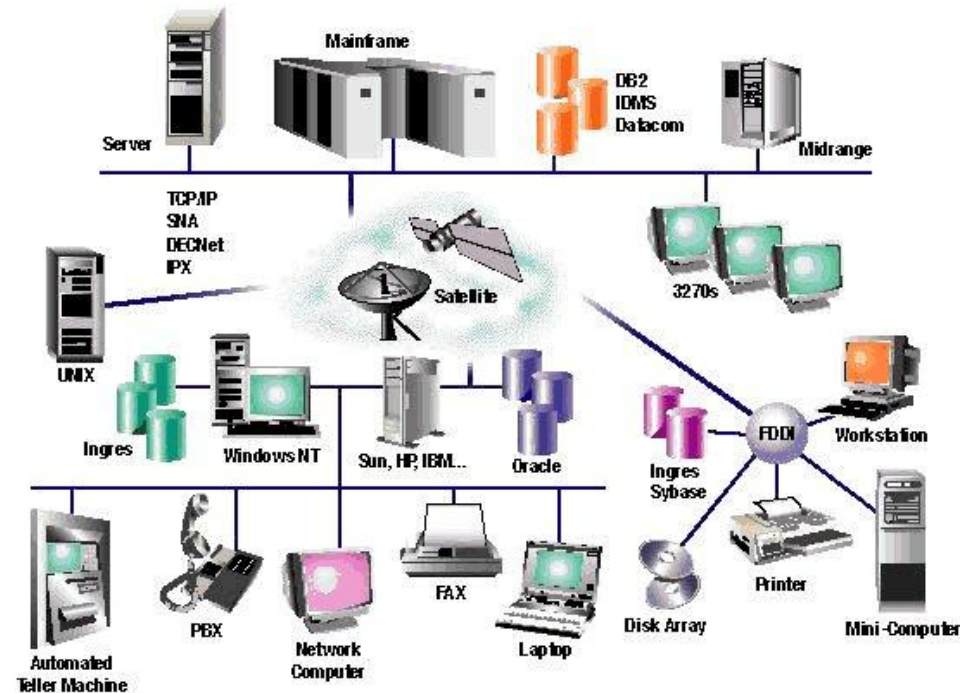 Mainframe
DB2
IDMS
Datacom
Server
Midrange
TCP/IP
SNA
DECNet
IPX
Satellite
3270s
UNIX
Ingres
Windows NT
Sun, HP, IBM...
Oracle
Ingres
Sybase
FDDI
Workstation
Automated
Teller Machine
PBX
Network
Computer
FAX
Laptop
Disk Array
Printer
Mini-Computer